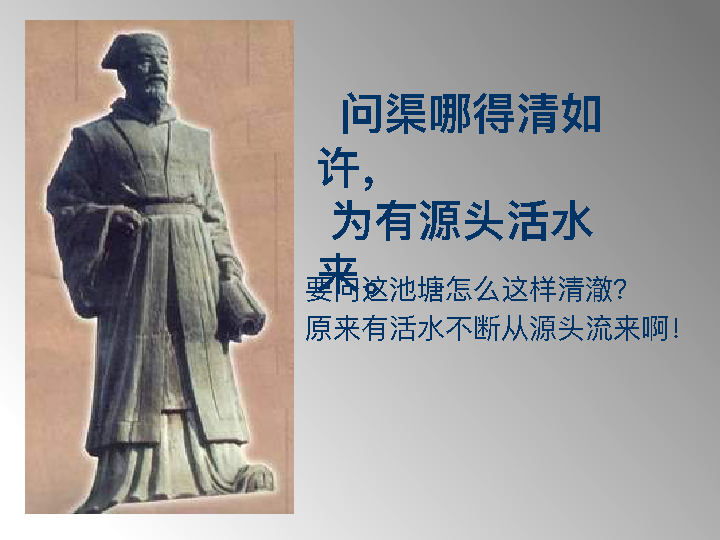 问渠哪得清如
许，
为有源头活水
来。
要问这池塘怎么这样清澈？
原来有活水不断从源头流来啊！